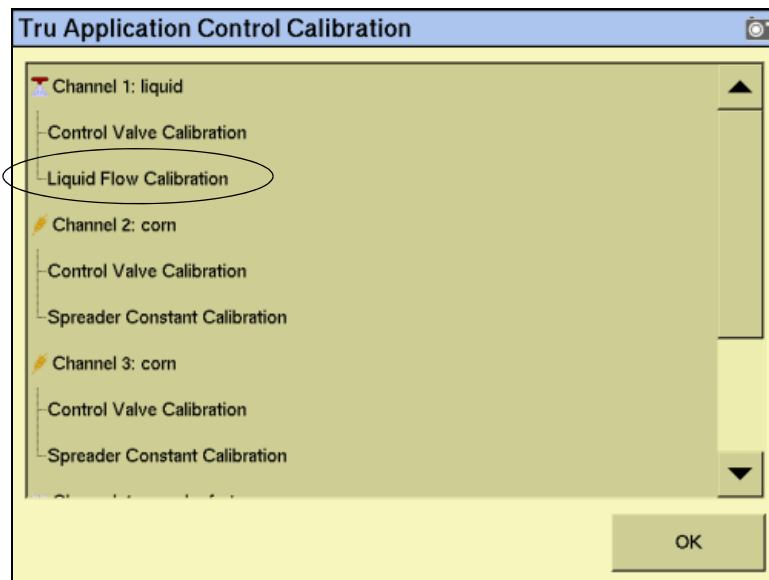 Tru Application Control Calibration
Channel 1: liquid
Control Valve Calibration
Liquid Flow Calibration
Channel 2: corn
Control Valve Calibration
Spreader Constant Calibration
Channel 3: corn
Control Valve Calibration
Spreader Constant Calibration
OK